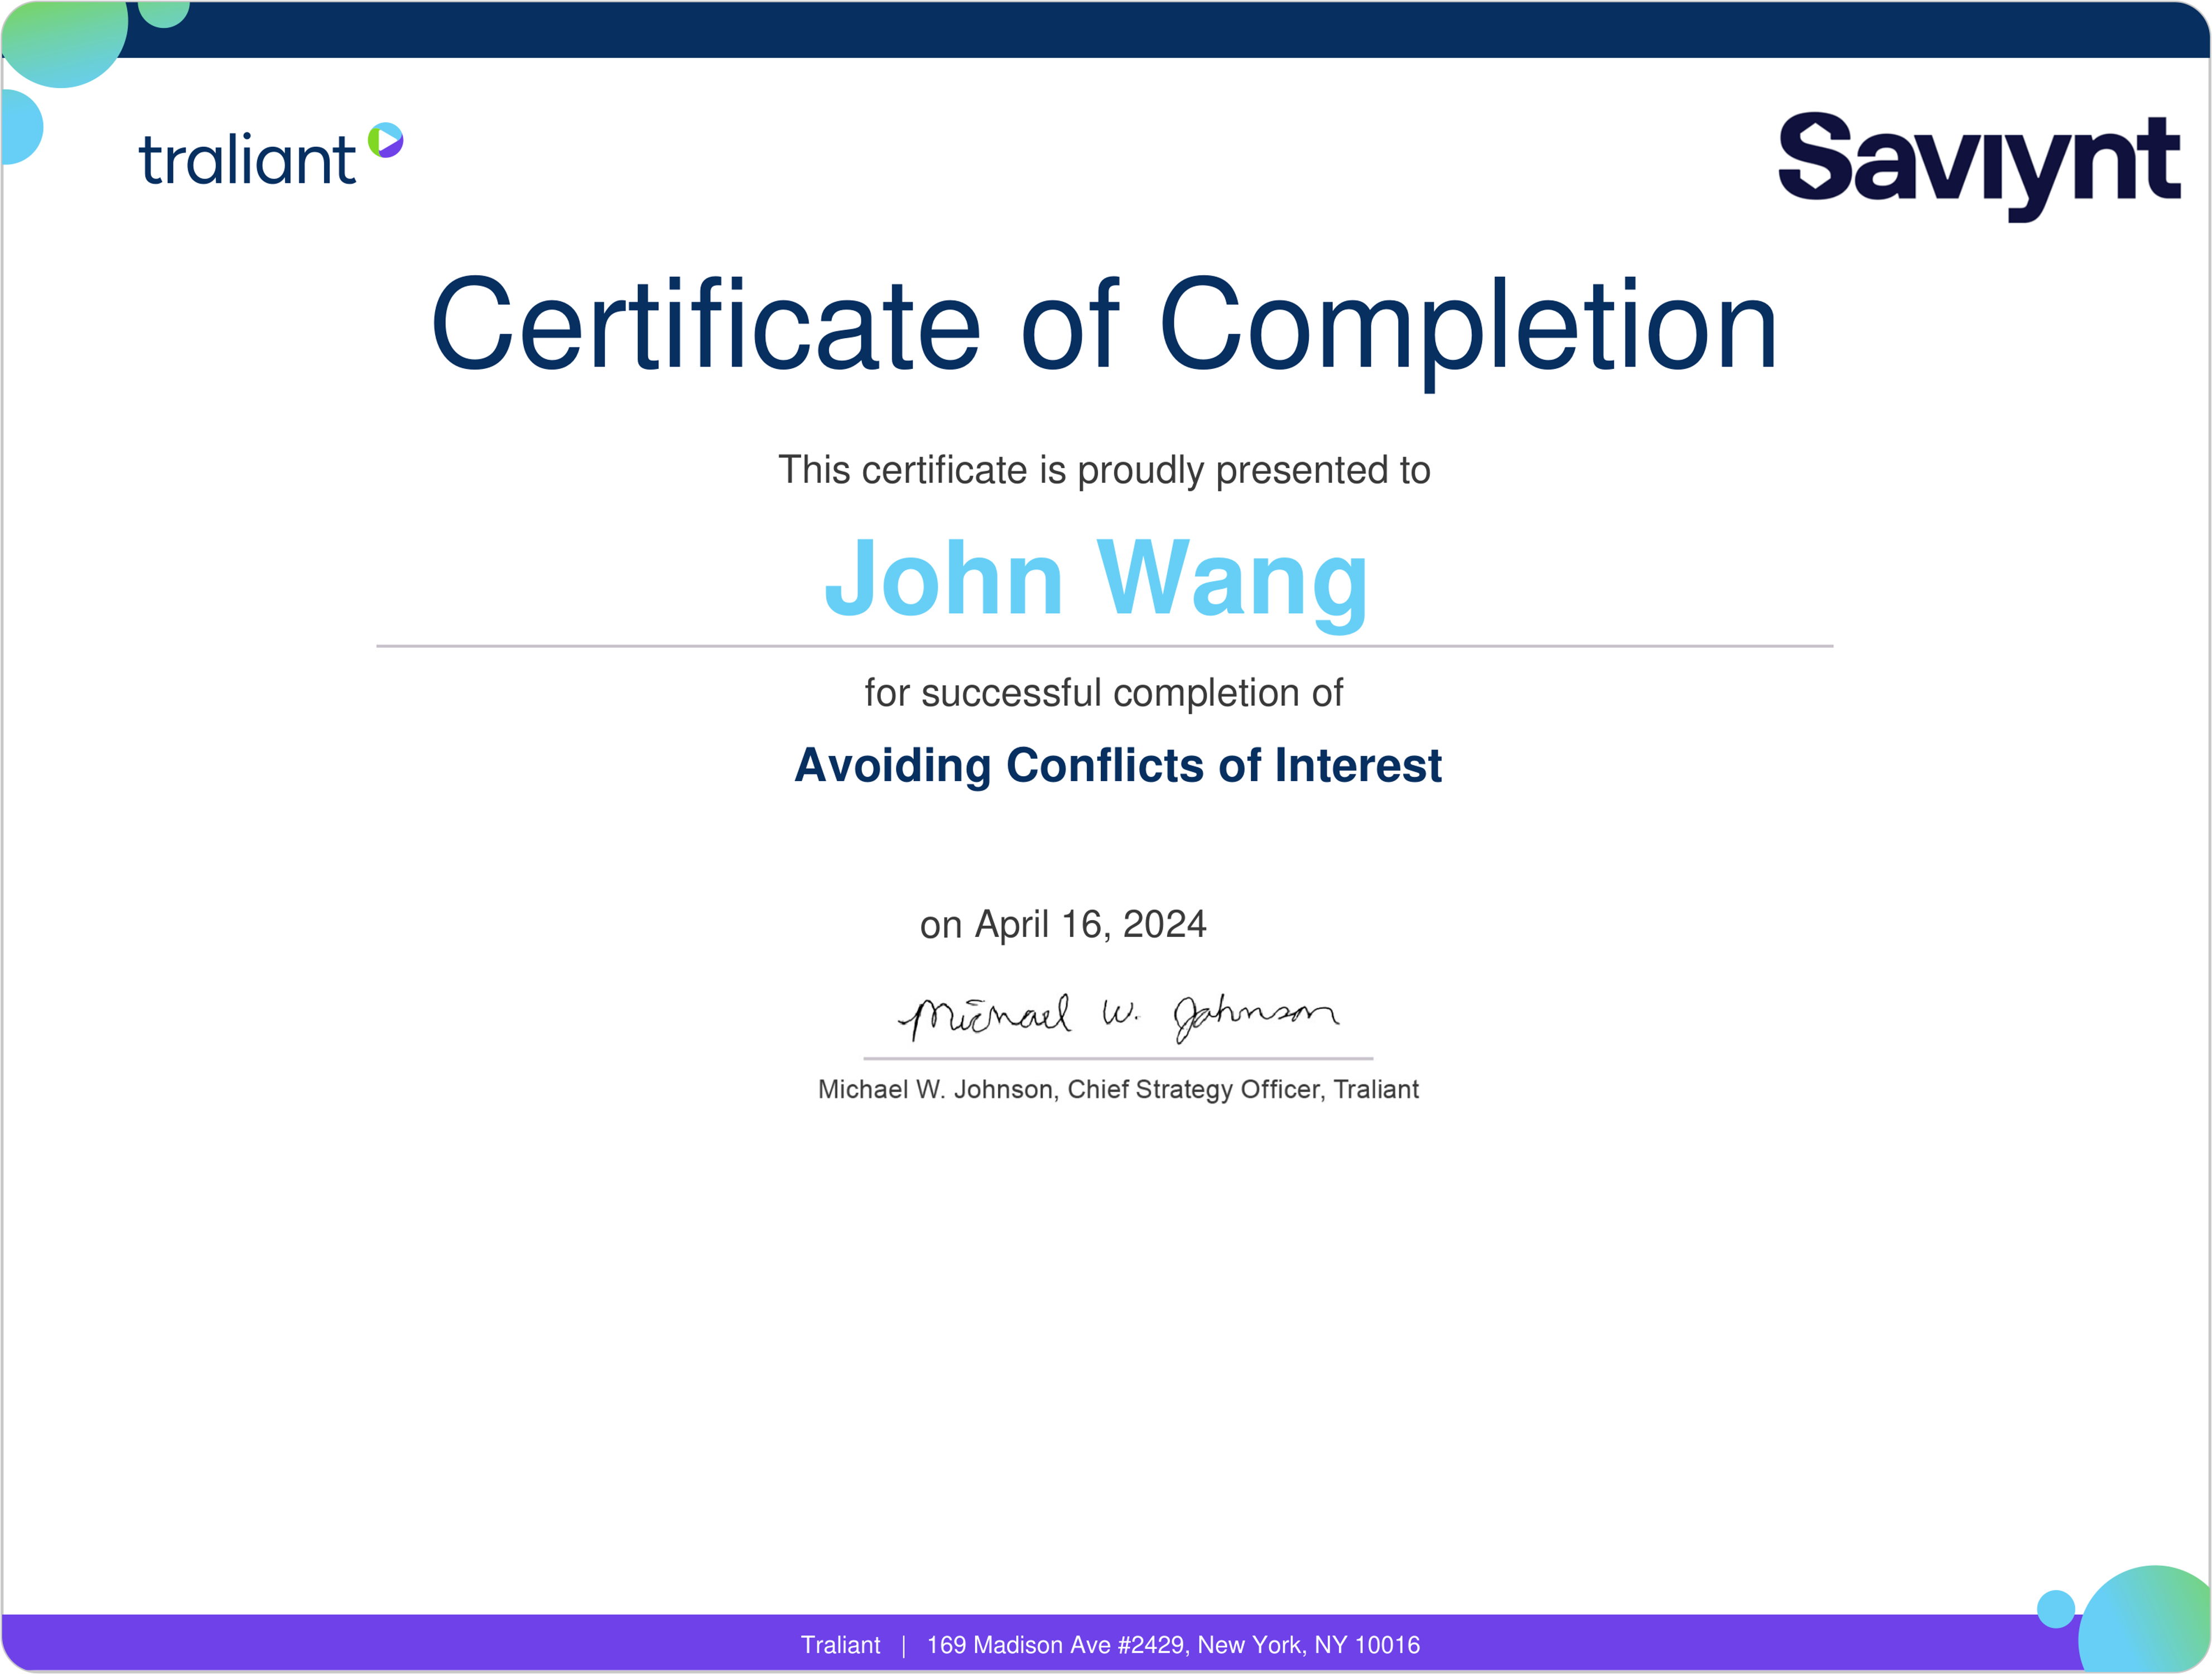 traliant
Saviynt
Certificate of Completion
This certificate is proudly presented to
John Wang
for successful completion of
Avoiding Conflicts of Interest
on April 16, 2024
Michael W. Johnson
Michael W. Johnson, Chief Strategy Officer, Traliant
Traliant | 169 Madison Ave #2429, New York, NY 10016